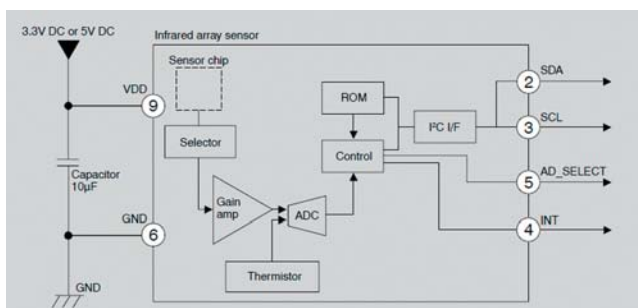 3.3V DC or 5V DC
Infrared array sensor
Sensor chip
VDD
9
Selector
ROM
I²C I/F
2
SDA
3
SCL
Capacitor
10µF
Control
AD_SELECT
5
Gain
amp
ADC
GND
6
INT
4
Thermistor
GND